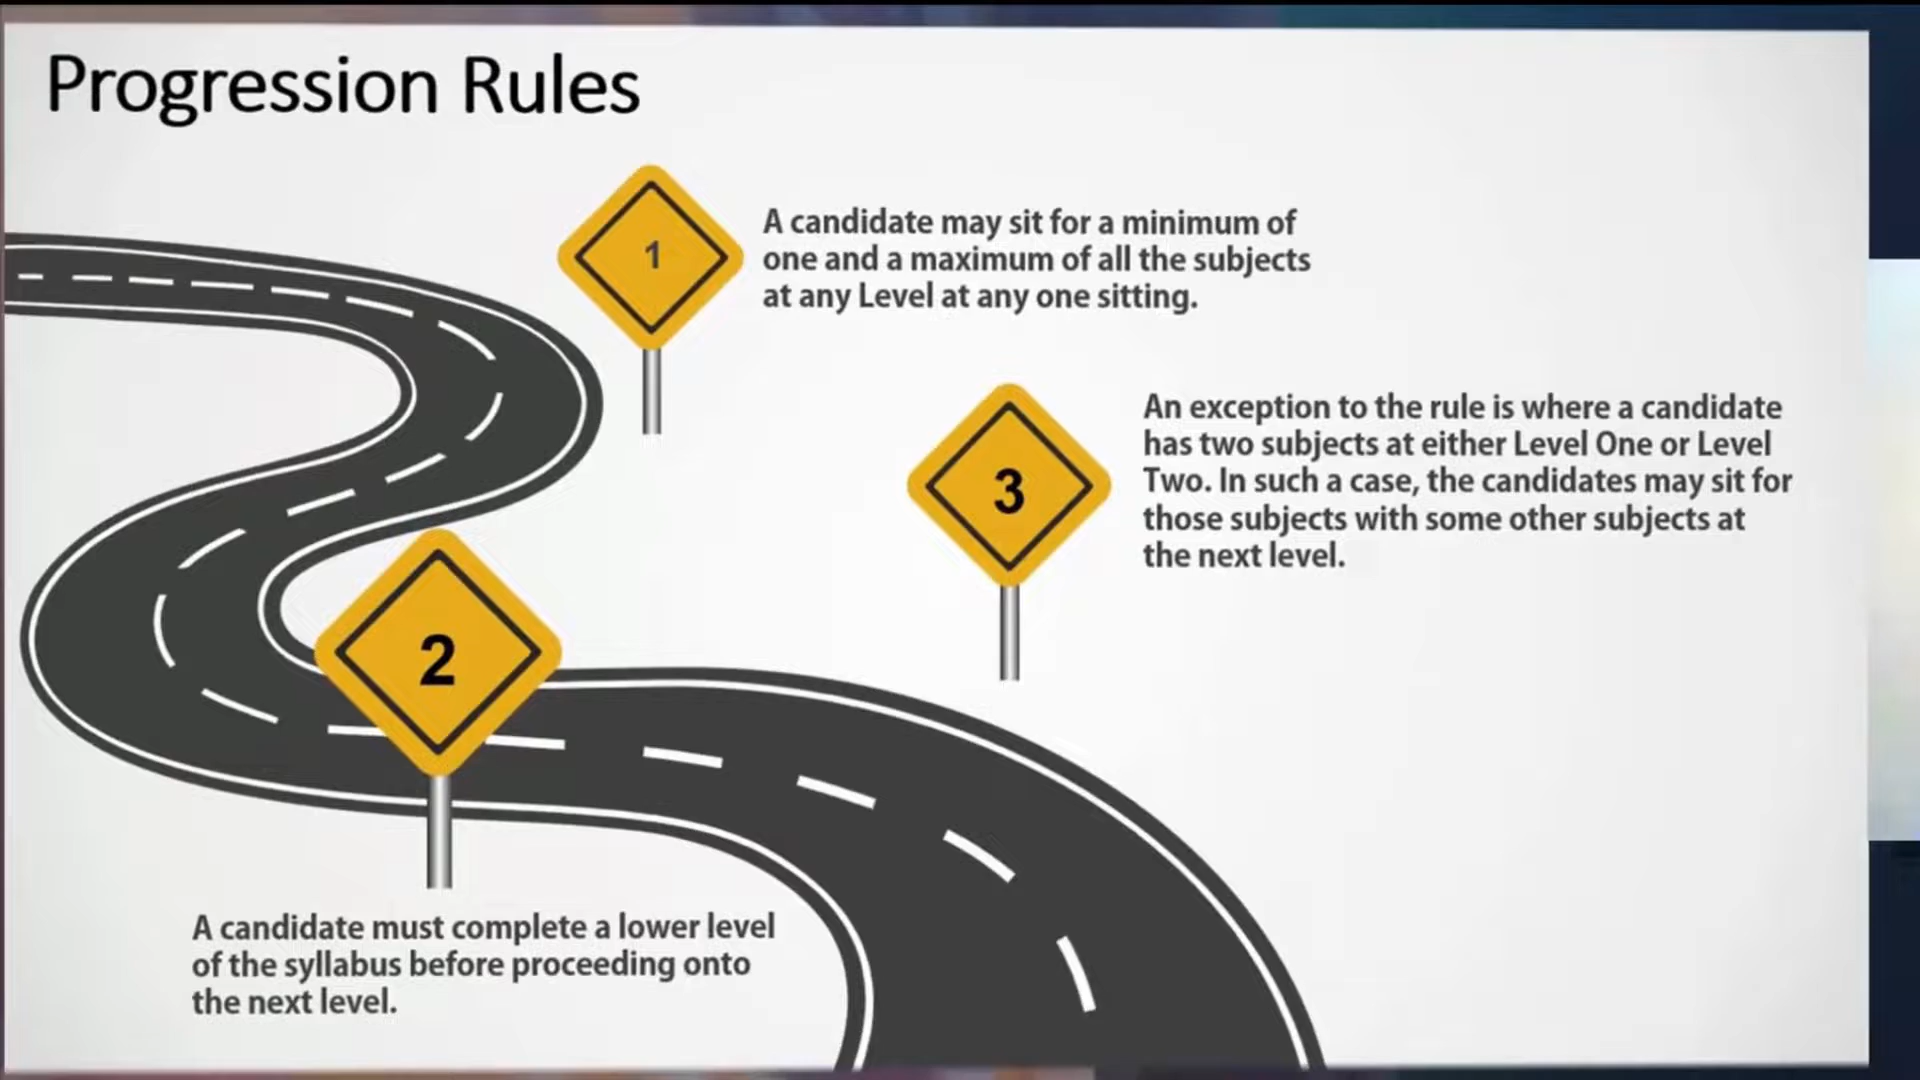 Progression Rules
1
A candidate may sit for a minimum of
one and a maximum of all the subjects
at any Level at any one sitting.
2
A candidate must complete a lower level
of the syllabus before proceeding onto
the next level.
3
An exception to the rule is where a candidate
has two subjects at either Level One or Level
Two. In such a case, the candidates may sit for
those subjects with some other subjects at
the next level.